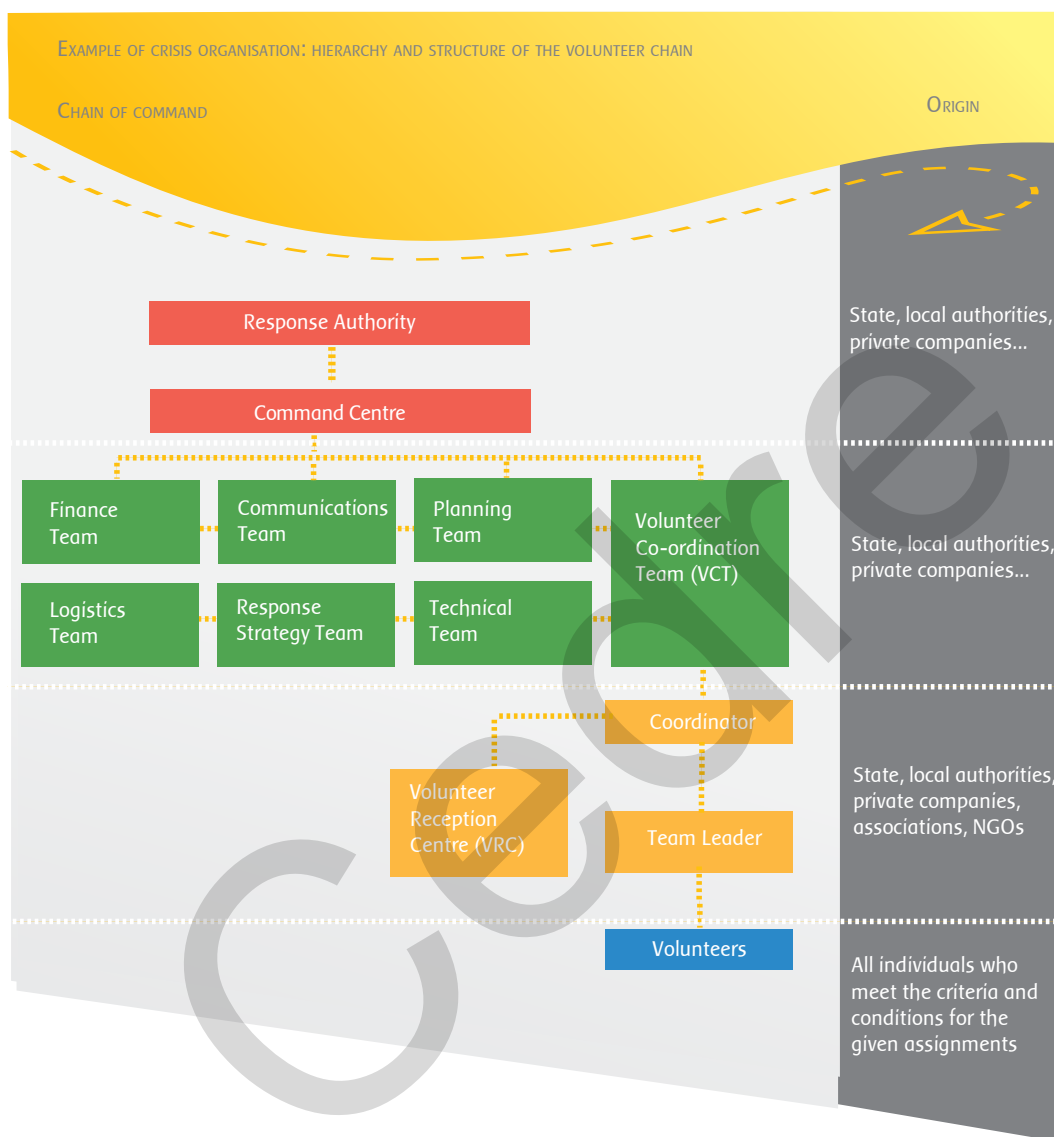 Example of crisis organisation: hierarchy and structure of the volunteer chain
Chain of command
Origin
Response Authority
State, local authorities,
private companies...
Command Centre
Finance
Team
Communications
Team
Planning
Team
Volunteer
Co-ordination
Team (VCT)
State, local authorities,
private companies...
Logistics
Team
Response
Strategy Team
Technical
Team
Coordinator
Volunteer
Reception
Centre (VRC)
Team Leader
State, local authorities,
private companies,
associations, NGOs
Volunteers
All individuals who
meet the criteria and
conditions for the
given assignments
Cedre